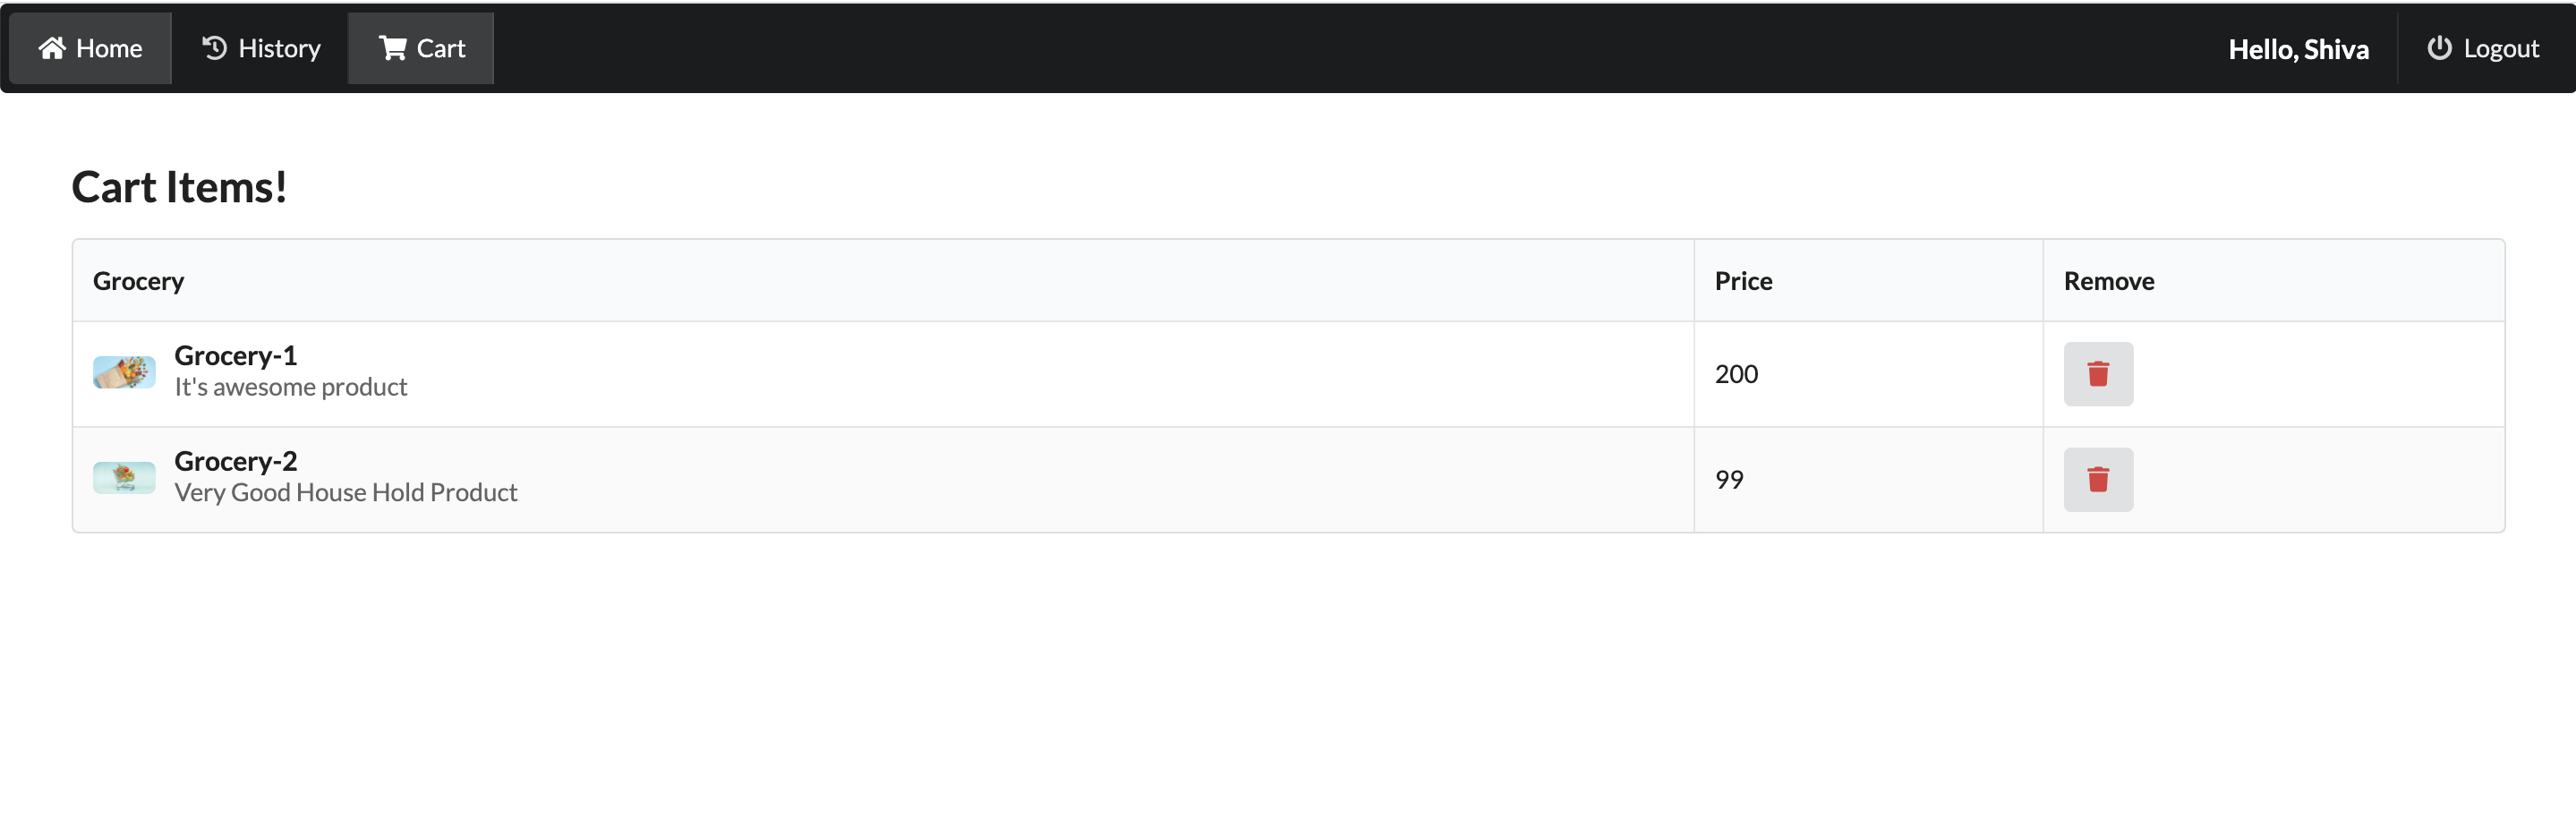 Home History Cart Hello, Shiva Logout
Cart Items!
Grocery Price Remove
Grocery-1
It's awesome product
200
Grocery-2
Very Good House Hold Product
99